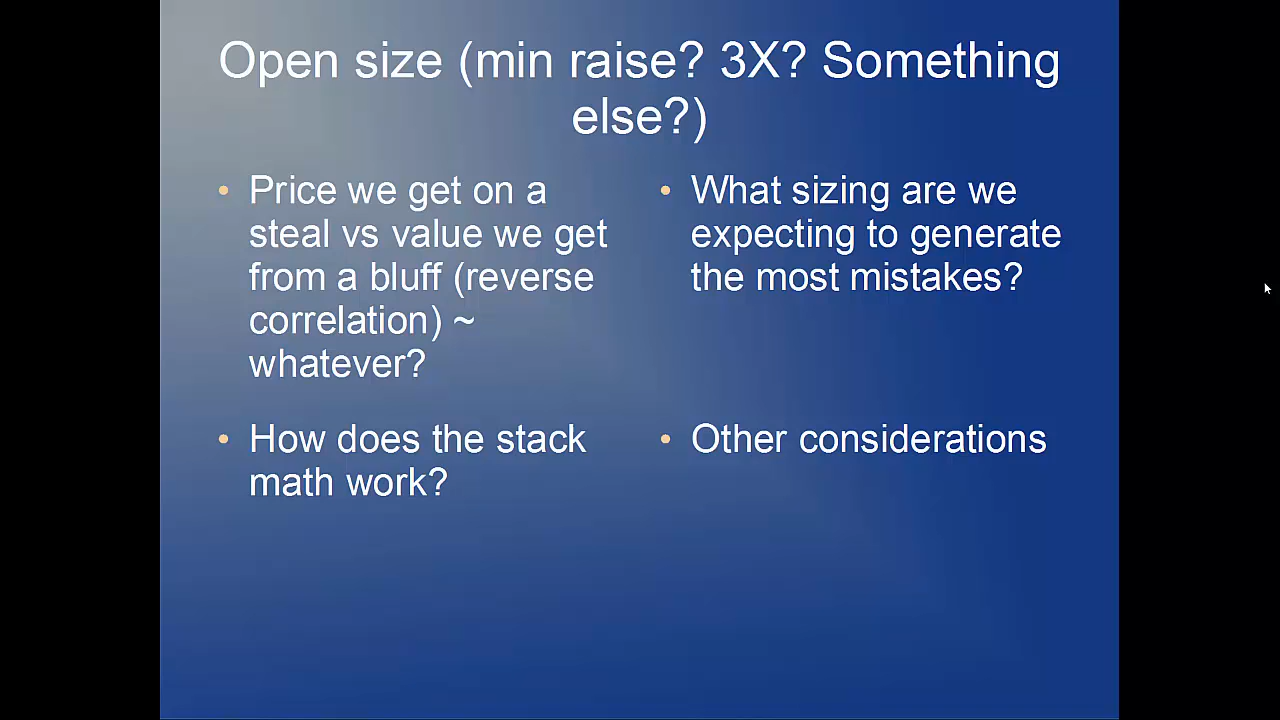 Open size (min raise? 3X? Something
else?)
• Price we get on a
steal vs value we get
from a bluff (reverse
correlation) ~
whatever?
• How does the stack
math work?
• What sizing are we
expecting to generate
the most mistakes?
• Other considerations